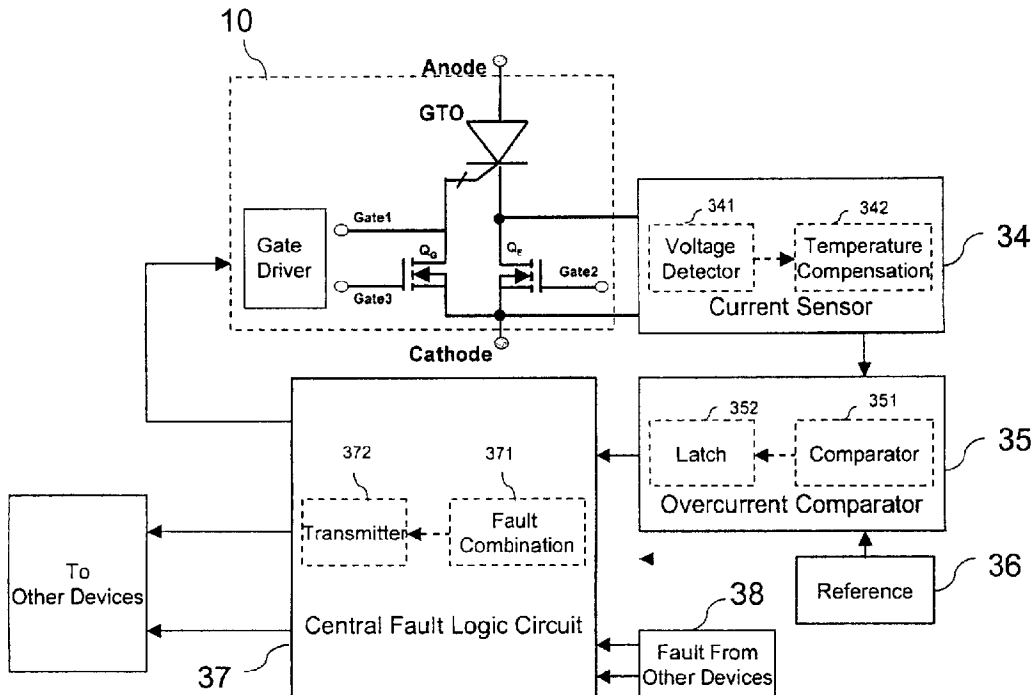 10
Anode
GTO
Gate1
Gate
Driver
Q_G
Q_E
Gate2
Gate3
Cathode
341
342
34
Voltage
Detector
Temperature
Compensation
Current Sensor
352
351
35
Latch
Comparator
Overcurrent Comparator
372
371
Transmitter
Fault
Combination
To
Other Devices
Reference
36
38
Central Fault Logic Circuit
Fault From
Other Devices
37